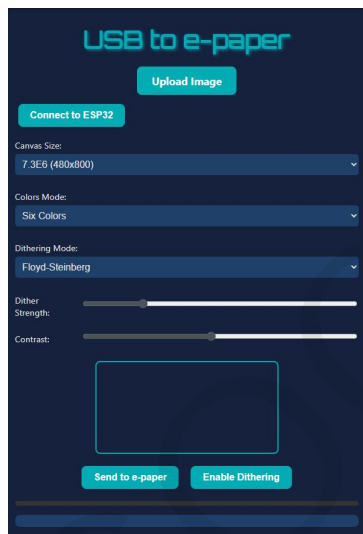 USB to e-paper
Upload Image
Connect to ESP32
Canvas Size:
7.3E6 (480x800)
Colors Mode:
Six Colors
Dithering Mode:
Floyd-Steinberg
Dither
Strength:
Contrast:
Send to e-paper Enable Dithering